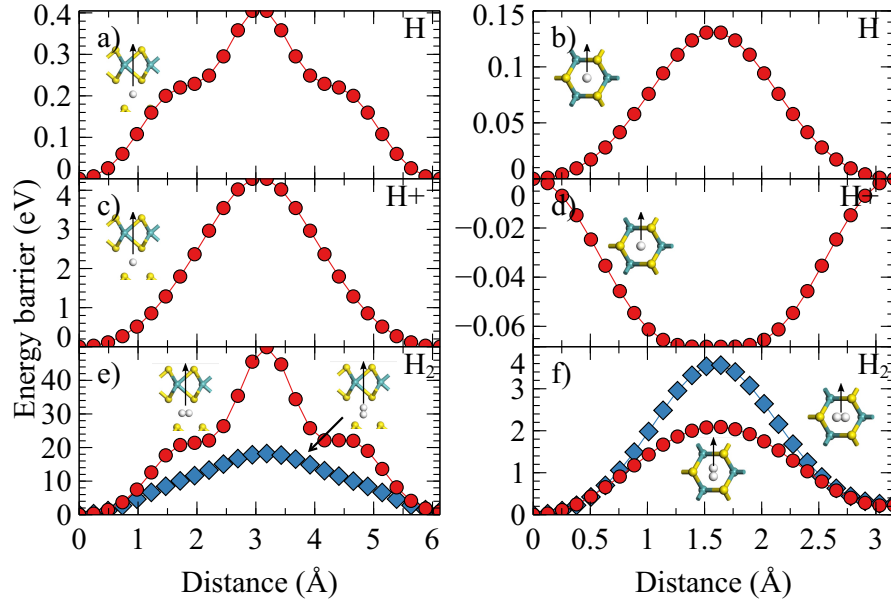 Energy barrier (eV)
a)
H
0.4
0.3
0.2
0.1
0
b)
H
0.15
0.10
0.05
0
c)
H+
4
3
2
1
0
d)
H+
0
−0.02
−0.04
−0.06
e)
H2
40
30
20
10
0
0 1 2 3 4 5 6
Distance (Å)
f)
H2
4
3
2
1
0
0 0.5 1 1.5 2 2.5 3
Distance (Å)